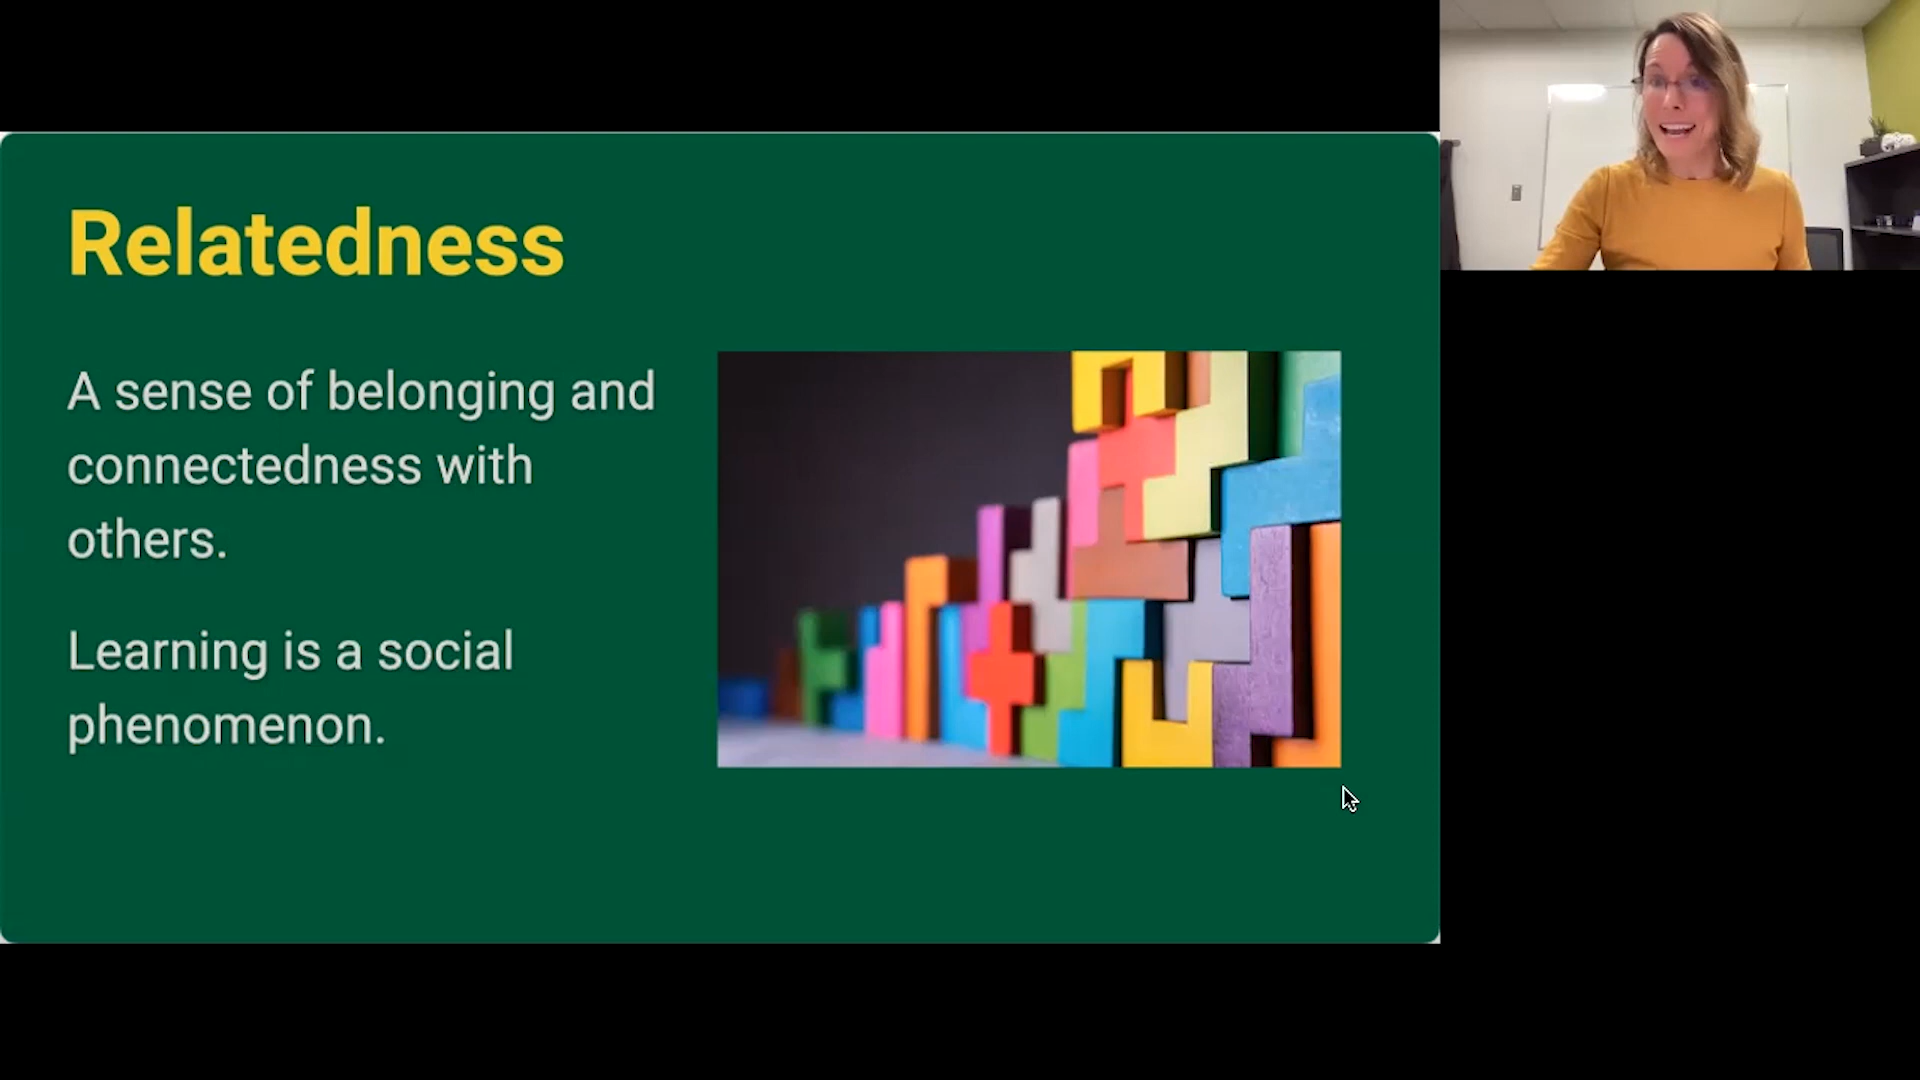 Relatedness
A sense of belonging and
connectedness with
others.
Learning is a social
phenomenon.